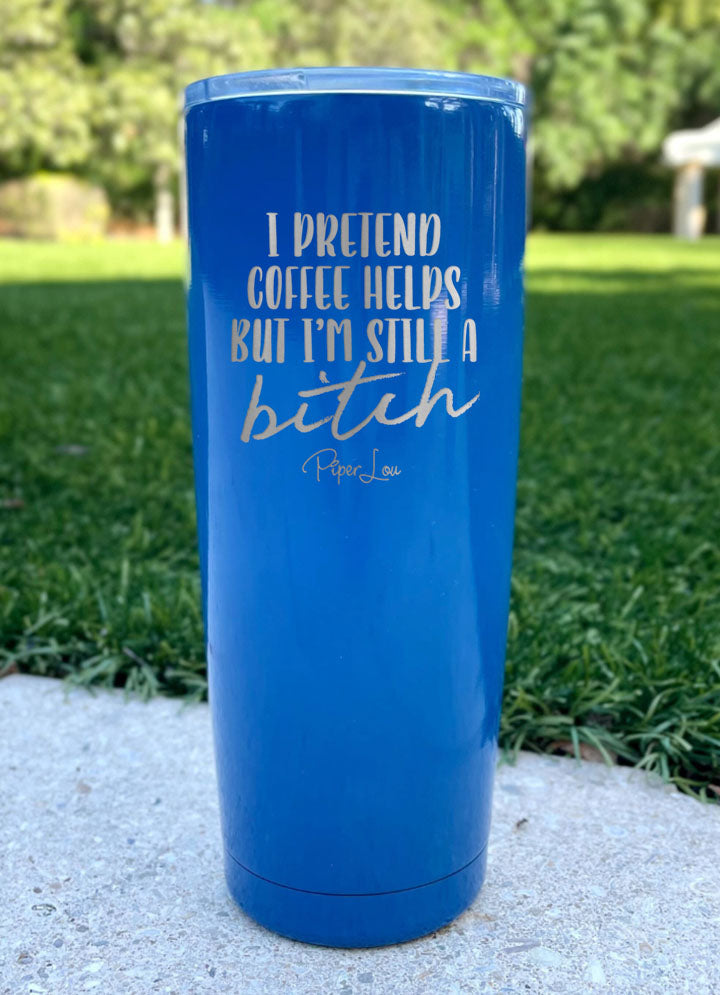 I PRETEND
COFFEE HELPS
BUT I'M STILL A
bitch
Piper Lou